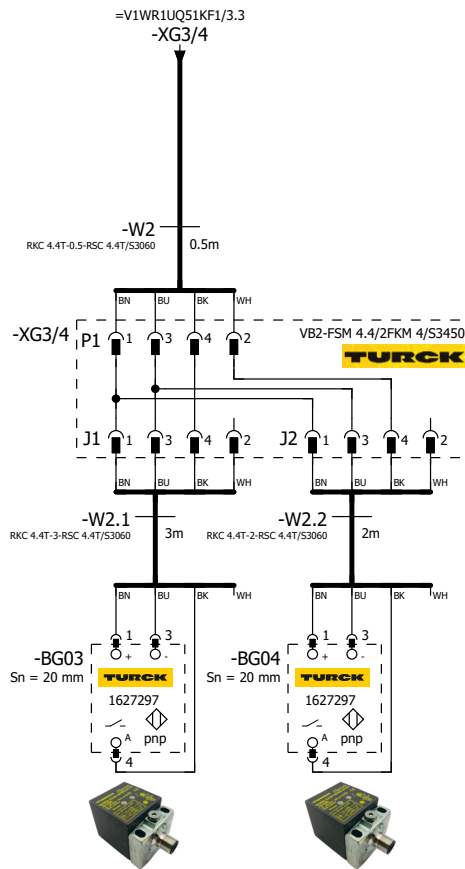 =V1WR1UQ51KF1/3.3
-XG3/4
-W2
RKC 4.4T-0.5-RSC 4.4T/S3060 0.5m
BN BU BK WH
-XG3/4 P1 1 3 4 2 VB2-FSM 4.4/2FKM 4/S3450
TURCK
J1 1 3 4 2 J2 1 3 4 2
BN BU BK WH BN BU BK WH
-W2.1 -W2.2
RKC 4.4T-3-RSC 4.4T/S3060 3m RKC 4.4T-2-RSC 4.4T/S3060 2m
BN BU BK WH BN BU BK WH
1 3 1 3
-BG03 + - -BG04 + -
Sn = 20 mm TURCK Sn = 20 mm TURCK
1627297 1627297
A pnp A pnp
4 4